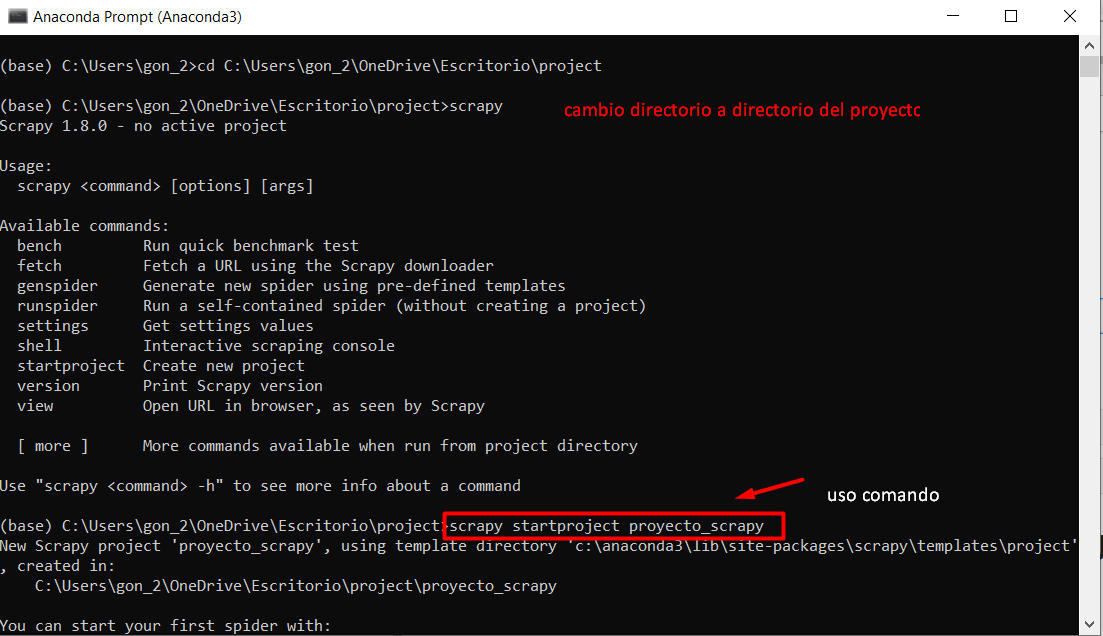 Anaconda Prompt (Anaconda3)
(base) C:\Users\gon_2>cd C:\Users\gon_2\OneDrive\Escritorio\project
(base) C:\Users\gon_2\OneDrive\Escritorio\project>scrapy
cambio directorio a directorio del proyecto
Scrapy 1.8.0 - no active project
Usage:
scrapy <command> [options] [args]
Available commands:
bench Run quick benchmark test
fetch Fetch a URL using the Scrapy downloader
genspider Generate new spider using pre-defined templates
runspider Run a self-contained spider (without creating a project)
settings Get settings values
shell Interactive scraping console
startproject Create new project
version Print Scrapy version
view Open URL in browser, as seen by Scrapy
[ more ] More commands available when run from project directory
Use "scrapy <command> -h" to see more info about a command
uso comando
(base) C:\Users\gon_2\OneDrive\Escritorio\project>scrapy startproject proyecto_scrapy
New Scrapy project 'proyecto_scrapy', using template directory 'c:\anaconda3\lib\site-packages\scrapy\templates\project'
, created in:
C:\Users\gon_2\OneDrive\Escritorio\project\proyecto_scrapy
You can start your first spider with: